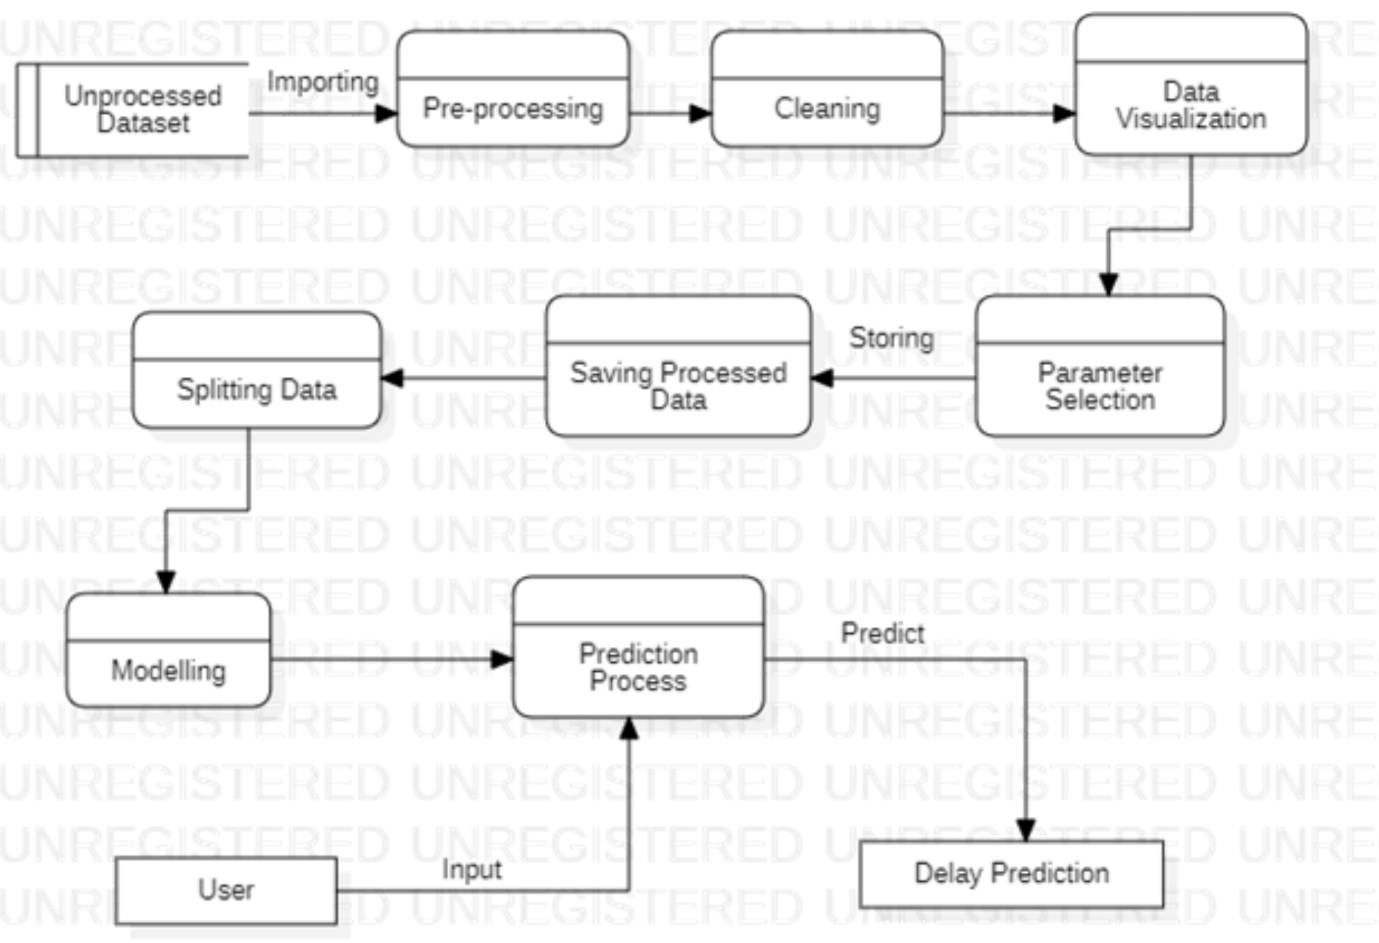 Unprocessed
Dataset
Importing
Pre-processing
Cleaning
Data
Visualization
Parameter
Selection
Storing
Saving Processed
Data
Splitting Data
Modelling
Prediction
Process
Predict
Delay Prediction
User
Input
UNREGISTERED